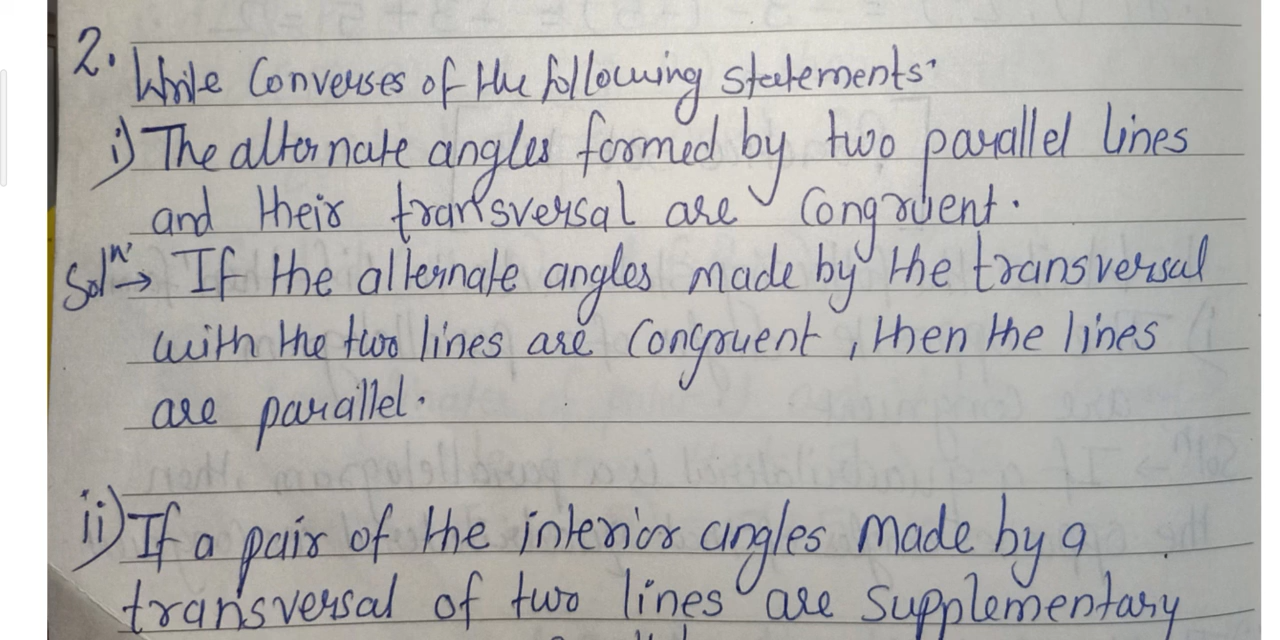 2.
Write Converses of the following statements.
i) The alternate angles formed by two parallel lines
and their transversal are Congruent.
Solⁿ → If the alternate angles made by the transversal
with the two lines are Congruent, then the lines
are parallel.
ii) If a pair of the interior angles made by a
transversal of two lines are Supplementary